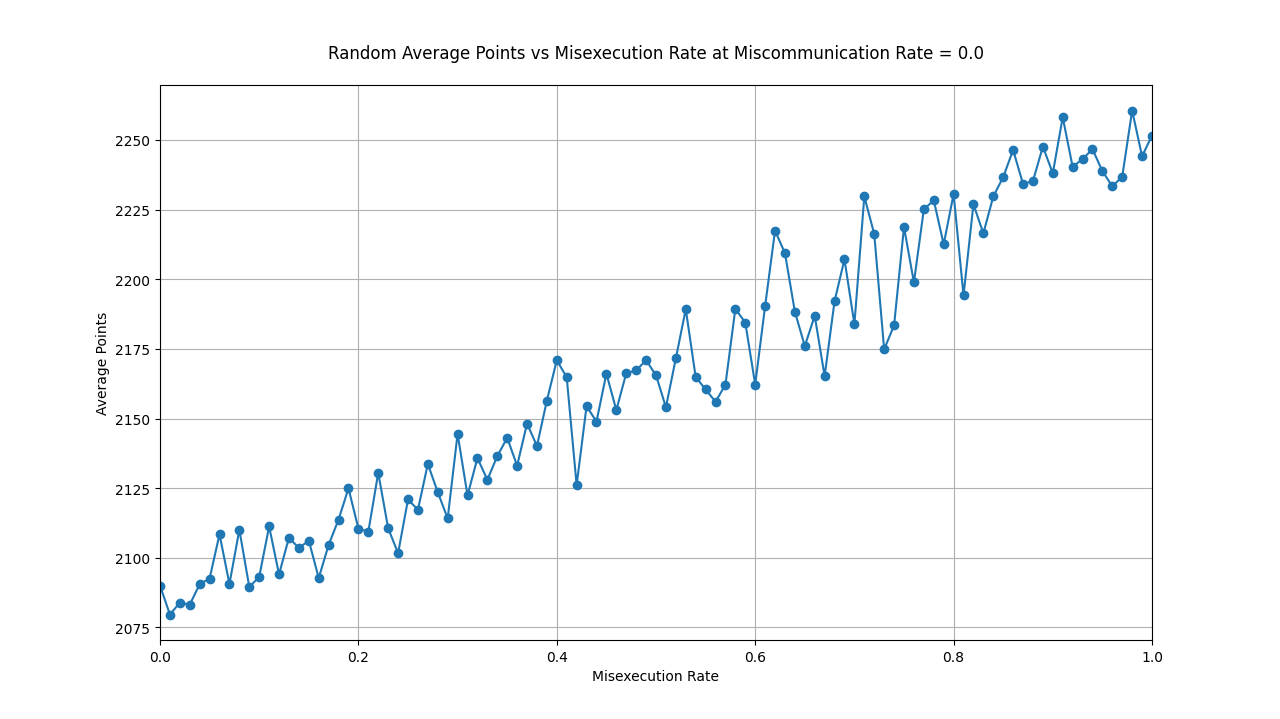 Random Average Points vs Misexecution Rate at Miscommunication Rate = 0.0
Average Points
2250
2225
2200
2175
2150
2125
2100
2075
0.0 0.2 0.4 0.6 0.8 1.0
Misexecution Rate